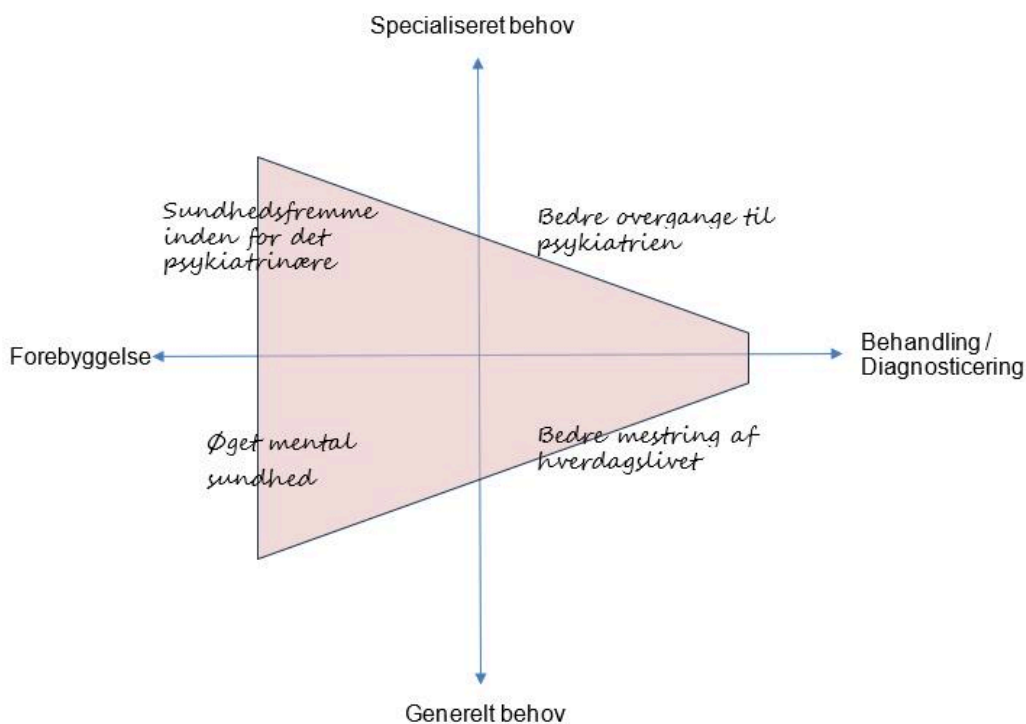 Specialiseret behov
Sundhedsfremme
inden for det
psykiatrinære
Bedre overgange til
psykiatrien
Forebyggelse
Behandling /
Diagnosticering
Øget mental
sundhed
Bedre mestring af
hverdagslivet
Generelt behov